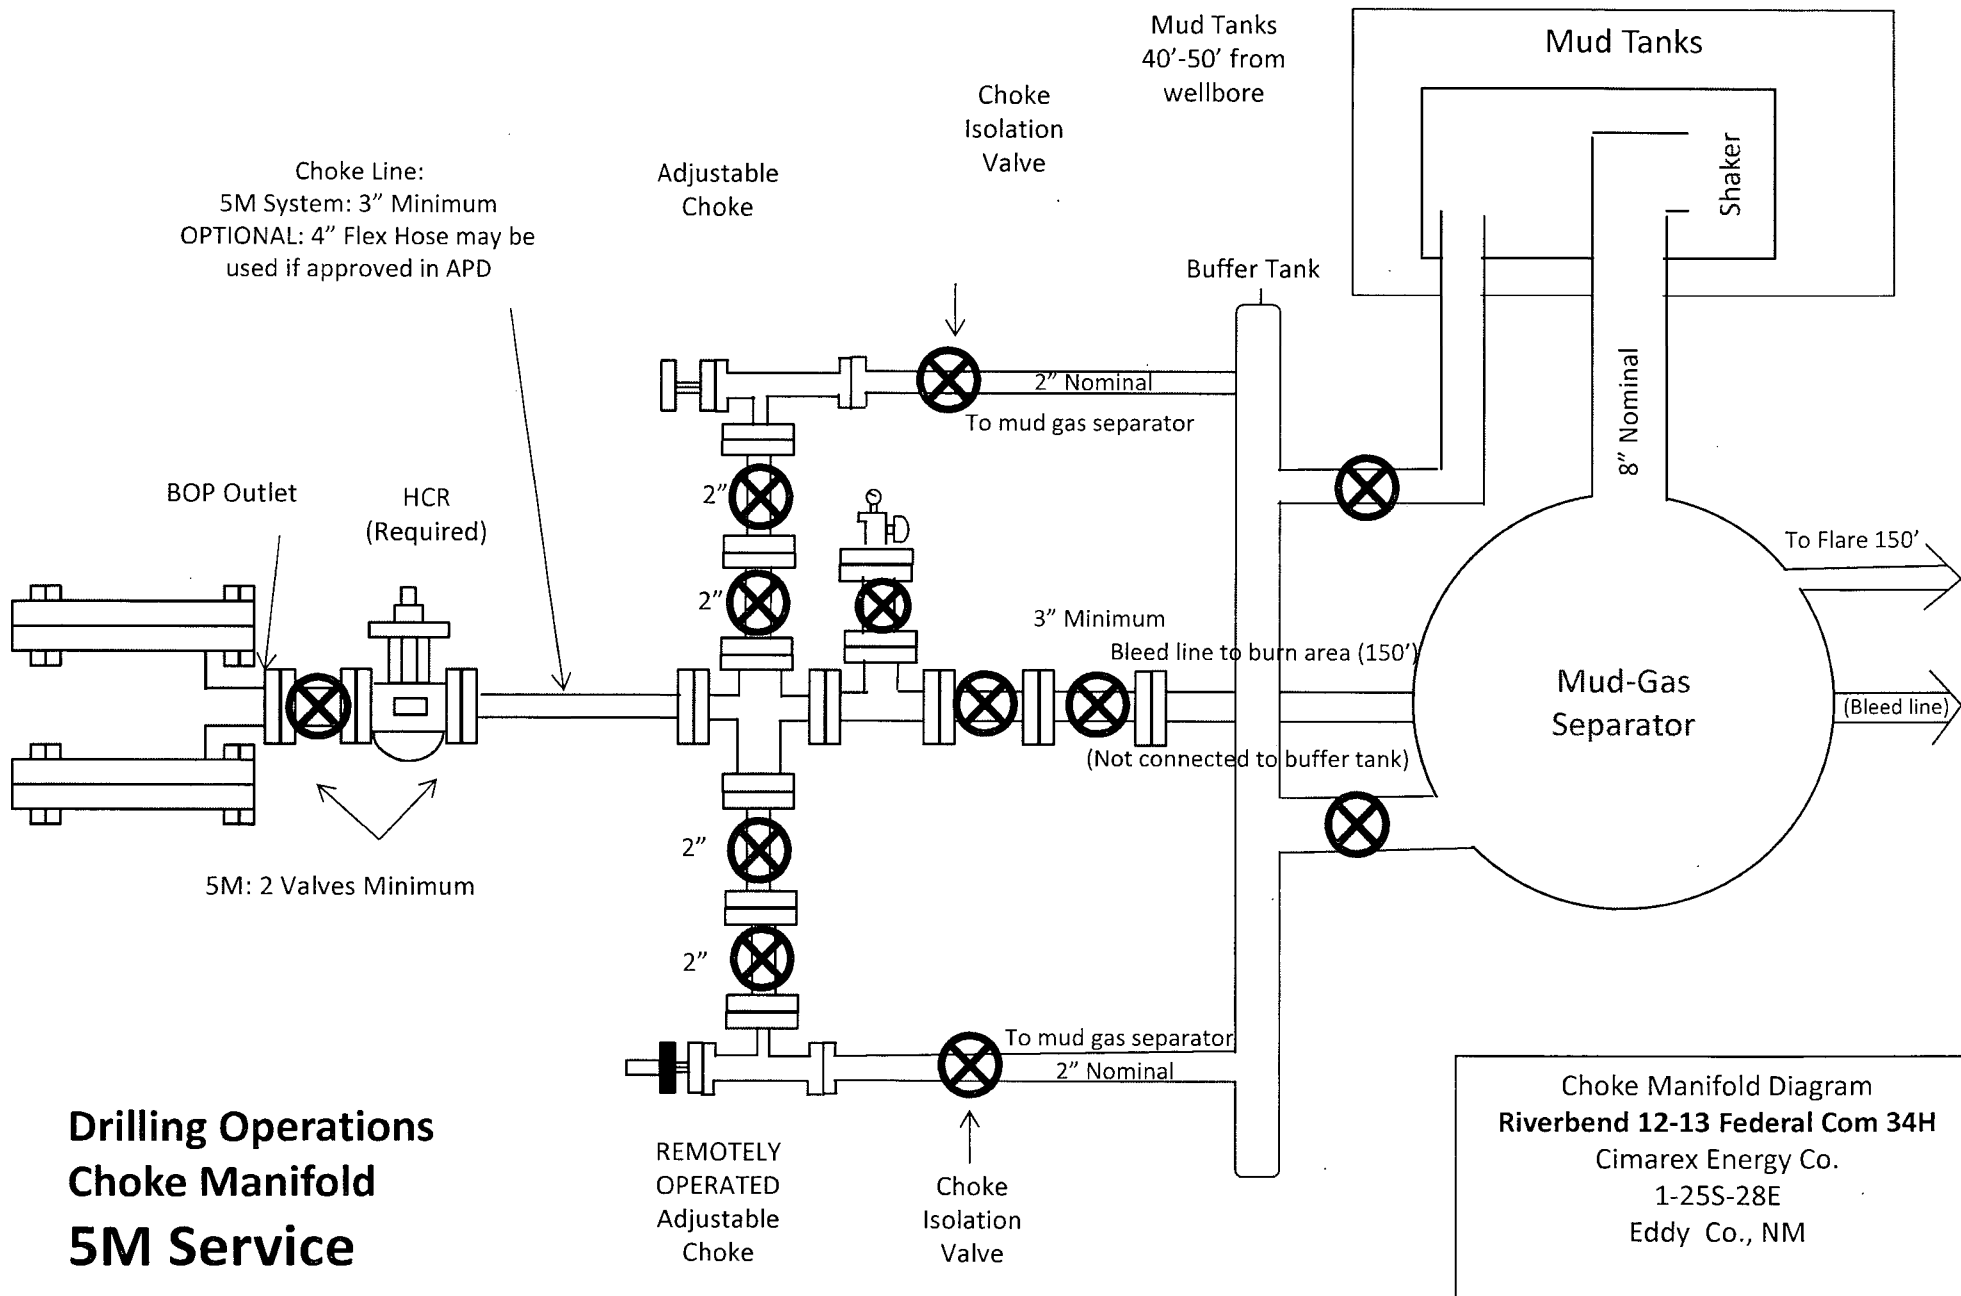 Mud Tanks
40’-50’ from
wellbore
Mud Tanks
Shaker
Choke
Isolation
Valve
Choke Line:
5M System: 3” Minimum
OPTIONAL: 4” Flex Hose may be
used if approved in APD
Adjustable
Choke
Buffer Tank
2” Nominal
To mud gas separator
8” Nominal
BOP Outlet
HCR
(Required)
2”
2”
To Flare 150’
3” Minimum
Bleed line to burn area (150’)
Mud-Gas
Separator
(Bleed line)
(Not connected to buffer tank)
5M: 2 Valves Minimum
2”
2”
To mud gas separator
2” Nominal
REMOTELY
OPERATED
Adjustable
Choke
Choke
Isolation
Valve
Drilling Operations
Choke Manifold
5M Service
Choke Manifold Diagram
Riverbend 12-13 Federal Com 34H
Cimarex Energy Co.
1-25S-28E
Eddy Co., NM